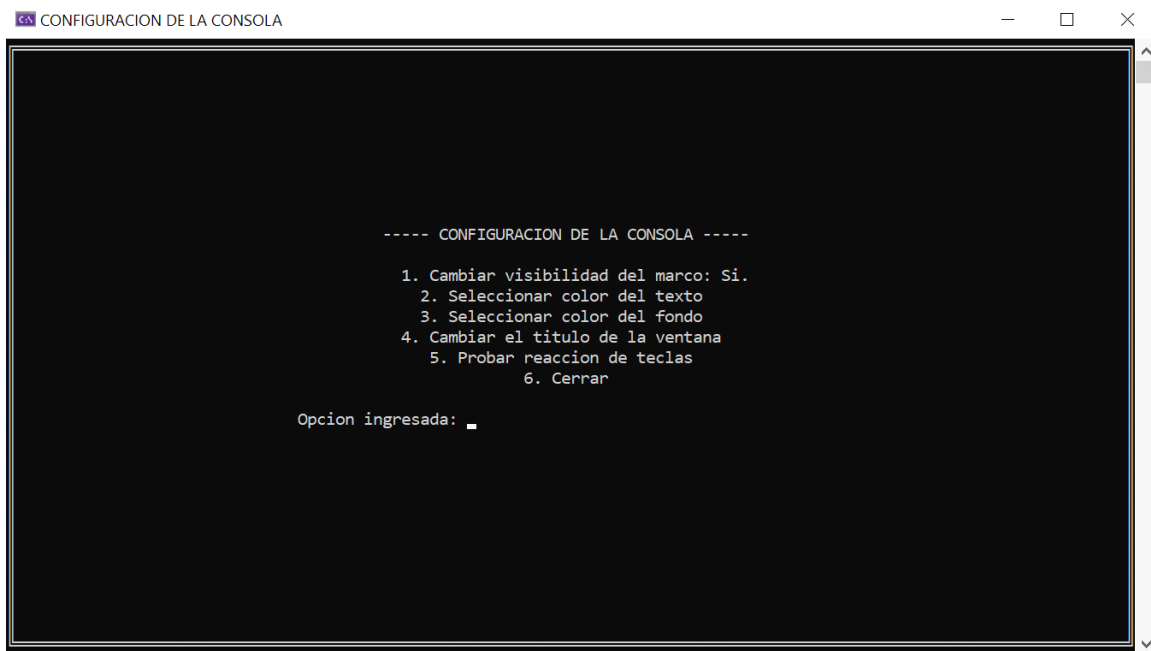 CONFIGURACION DE LA CONSOLA
----- CONFIGURACION DE LA CONSOLA -----
1. Cambiar visibilidad del marco: Si.
2. Seleccionar color del texto
3. Seleccionar color del fondo
4. Cambiar el titulo de la ventana
5. Probar reaccion de teclas
6. Cerrar
Opcion ingresada: